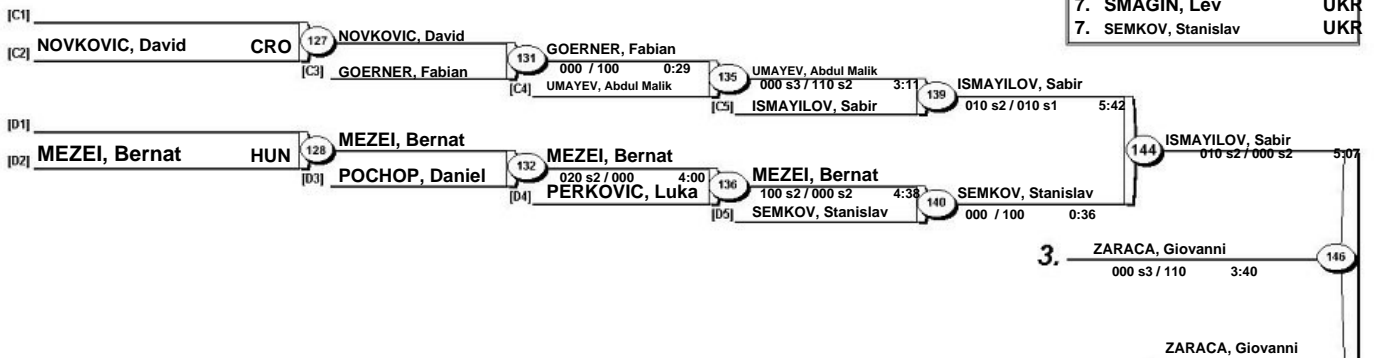 7. SMAGIN, Lev UKR
7. SEMKOV, Stanislav UKR
[C1]
[C2] NOVKOVIC, David CRO
127
NOVKOVIC, David
[C3] GOERNER, Fabian
131
GOERNER, Fabian
000 / 100 0:29
[C4] UMAYEV, Abdul Malik
135
UMAYEV, Abdul Malik
000 s3 / 110 s2 3:11
[C5] ISMAYILOV, Sabir
139
ISMAYILOV, Sabir
010 s2 / 010 s1 5:42
[D1]
[D2] MEZEI, Bernat HUN
128
MEZEI, Bernat
[D3] POCHOP, Daniel
132
MEZEI, Bernat
020 s2 / 000 4:00
[D4] PERKOVIC, Luka
136
MEZEI, Bernat
100 s2 / 000 s2 4:38
[D5] SEMKOV, Stanislav
140
SEMKOV, Stanislav
000 / 100 0:36
144
ISMAYILOV, Sabir
010 s2 / 000 s2 5:07
3. ZARACA, Giovanni
000 s3 / 110 3:40
146
ZARACA, Giovanni